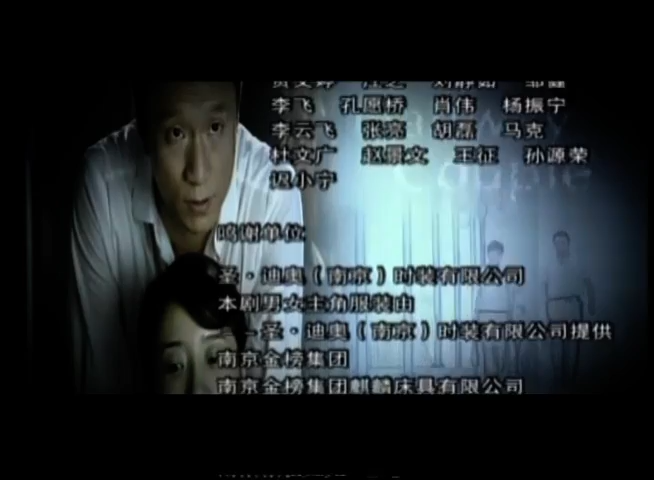 李飞 孔愿桥 肖伟 杨振宁
李云飞 张亮 胡磊 马克
杜文广 赵景文 王征 孙源荣
迟小宁
Couple
鸣谢单位
圣·迪奥（南京）时装有限公司
本剧男女主角服装由
圣·迪奥（南京）时装有限公司提供
南京金榜集团
南京金榜集团麒麟床具有限公司